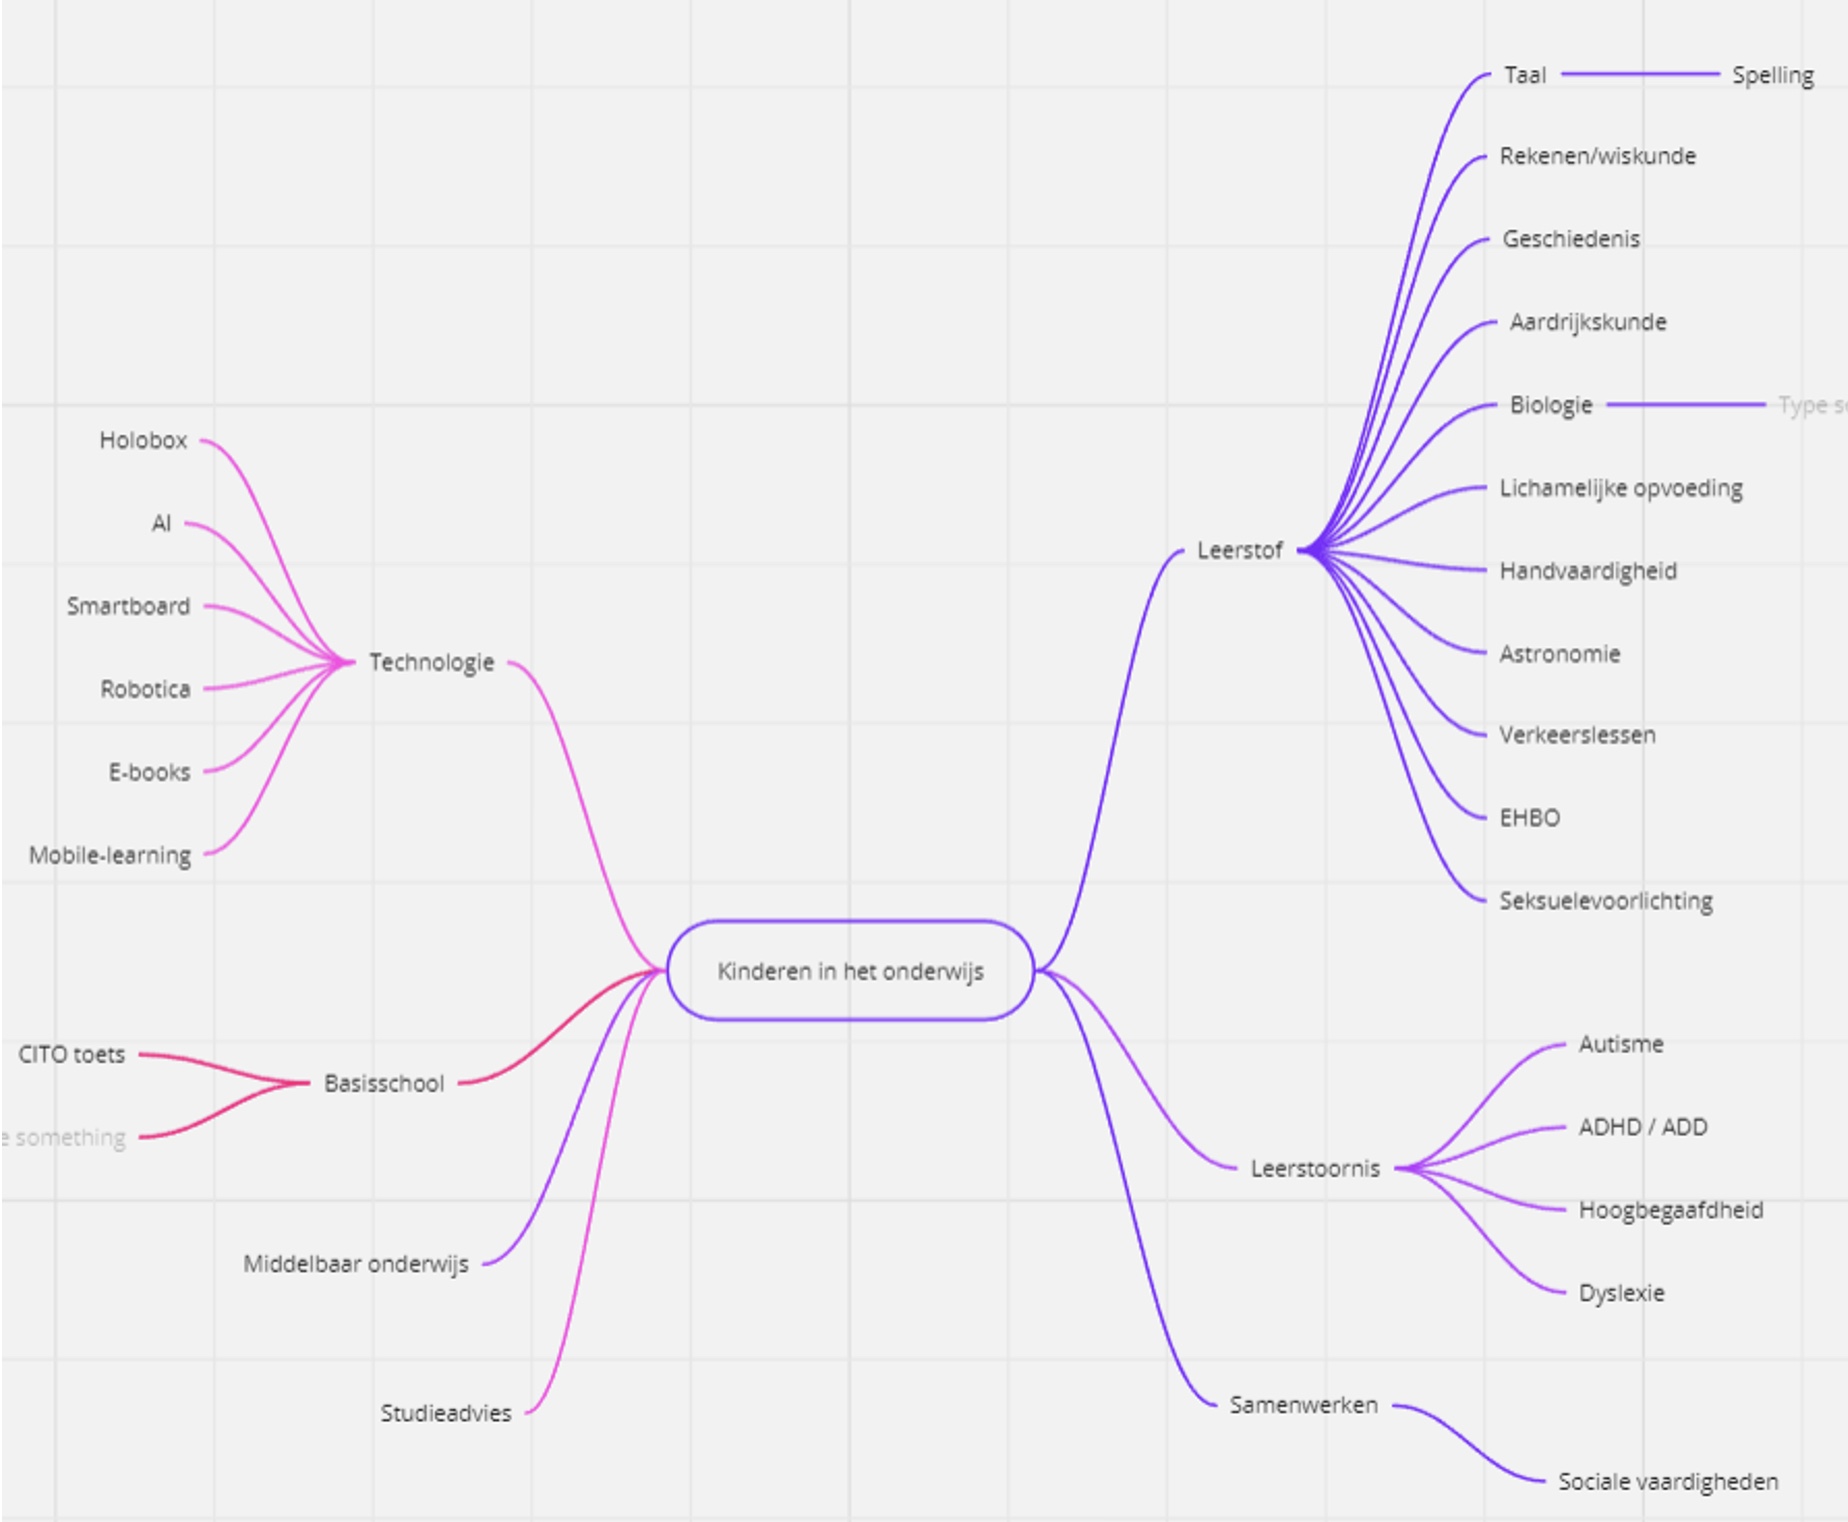 Taal
Spelling
Rekenen/wiskunde
Geschiedenis
Aardrijkskunde
Biologie
Type
Lichamelijke opvoeding
Leerstof
Handvaardigheid
Astronomie
Verkeerslessen
EHBO
Seksuelevoorlichting
Holobox
AI
Smartboard
Technologie
Robotica
E-books
Mobile-learning
Kinderen in het onderwijs
CITO toets
Basisschool
something
Middelbaar onderwijs
Studieadvies
Autisme
ADHD / ADD
Leerstoornis
Hoogbegaafdheid
Dyslexie
Samenwerken
Sociale vaardigheden